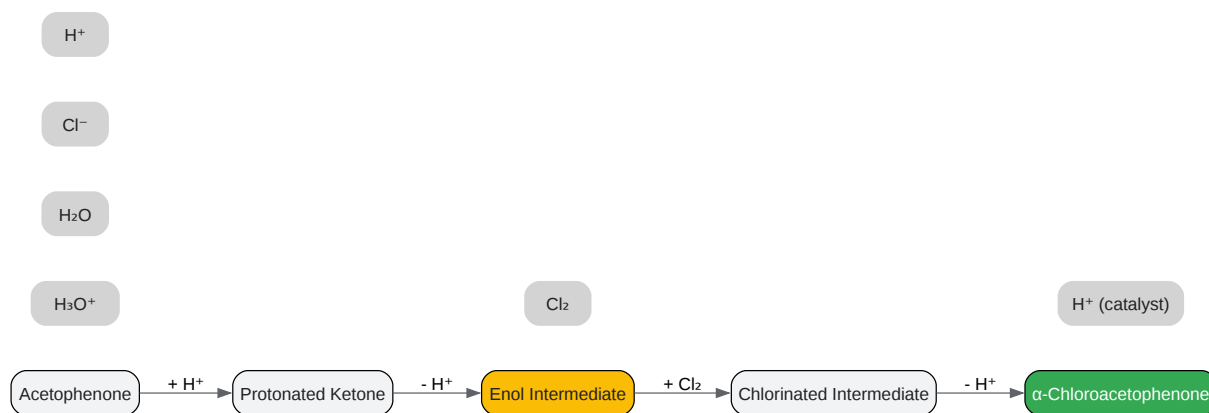 H⁺
Cl⁻
H₂O
H₃O⁺
Cl₂
H⁺ (catalyst)
Acetophenone
+ H⁺
Protonated Ketone
- H⁺
Enol Intermediate
+ Cl₂
Chlorinated Intermediate
- H⁺
α-Chloroacetophenone